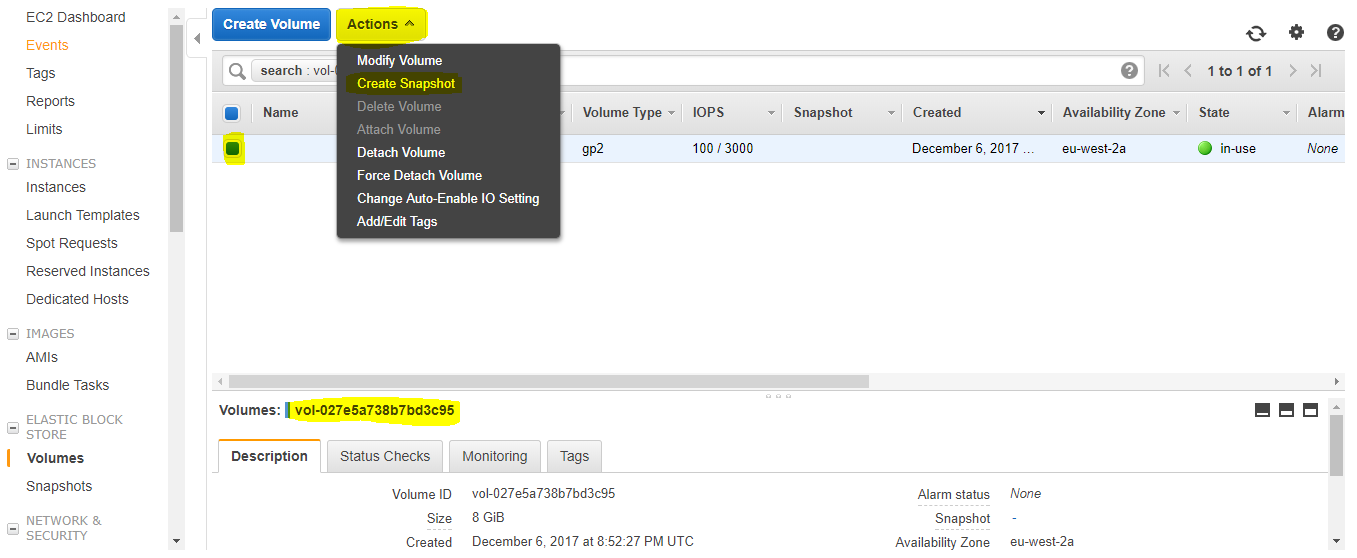 EC2 Dashboard
Events
Tags
Reports
Limits
INSTANCES
Instances
Launch Templates
Spot Requests
Reserved Instances
Dedicated Hosts
IMAGES
AMIs
Bundle Tasks
ELASTIC BLOCK
STORE
Volumes
Snapshots
NETWORK &
SECURITY
Create Volume Actions
search : vol-0
1 to 1 of 1
Modify Volume
Create Snapshot
Delete Volume
Attach Volume
Detach Volume
Force Detach Volume
Change Auto-Enable IO Setting
Add/Edit Tags
Name Volume Type IOPS Snapshot Created Availability Zone State Alarm
gp2 100 / 3000 December 6, 2017 ... eu-west-2a in-use None
Volumes: vol-027e5a738b7bd3c95
Description Status Checks Monitoring Tags
Volume ID vol-027e5a738b7bd3c95 Alarm status None
Size 8 GiB Snapshot -
Created December 6, 2017 at 8:52:27 PM UTC Availability Zone eu-west-2a